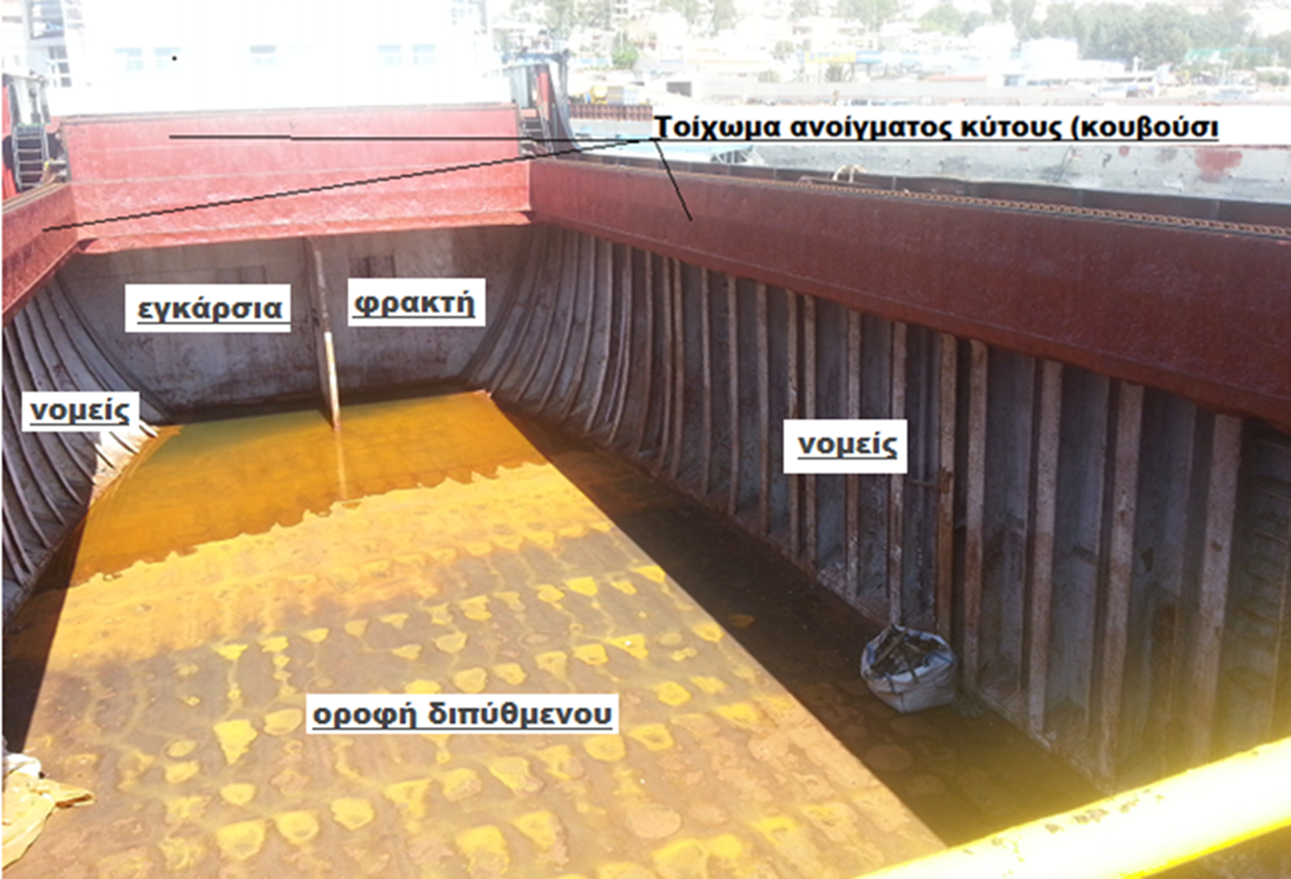 Τοίχωμα ανοίγματος κύτους (κουβούσι
εγκάρσια φρακτή
νομείς
νομείς
οροφή διπύθμενου